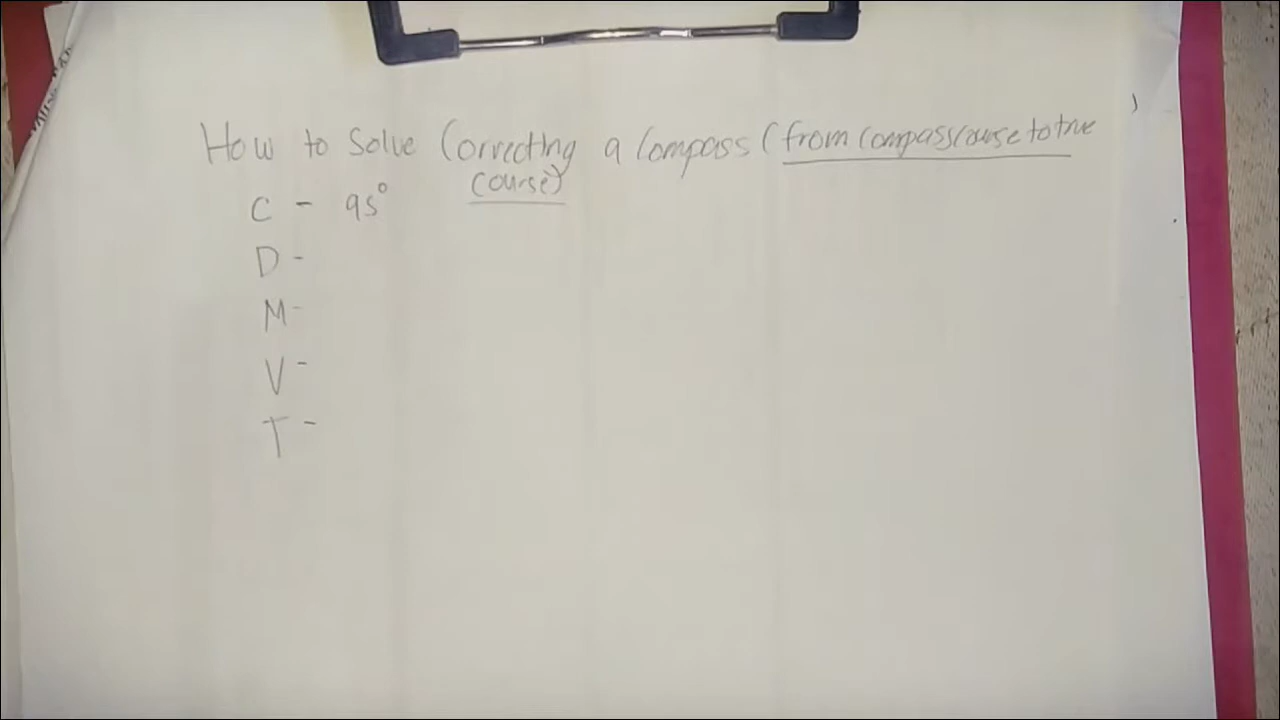 How to Solve Correcting a Compass (from compass course to true
course)
C - 95°
D -
M -
V -
T -